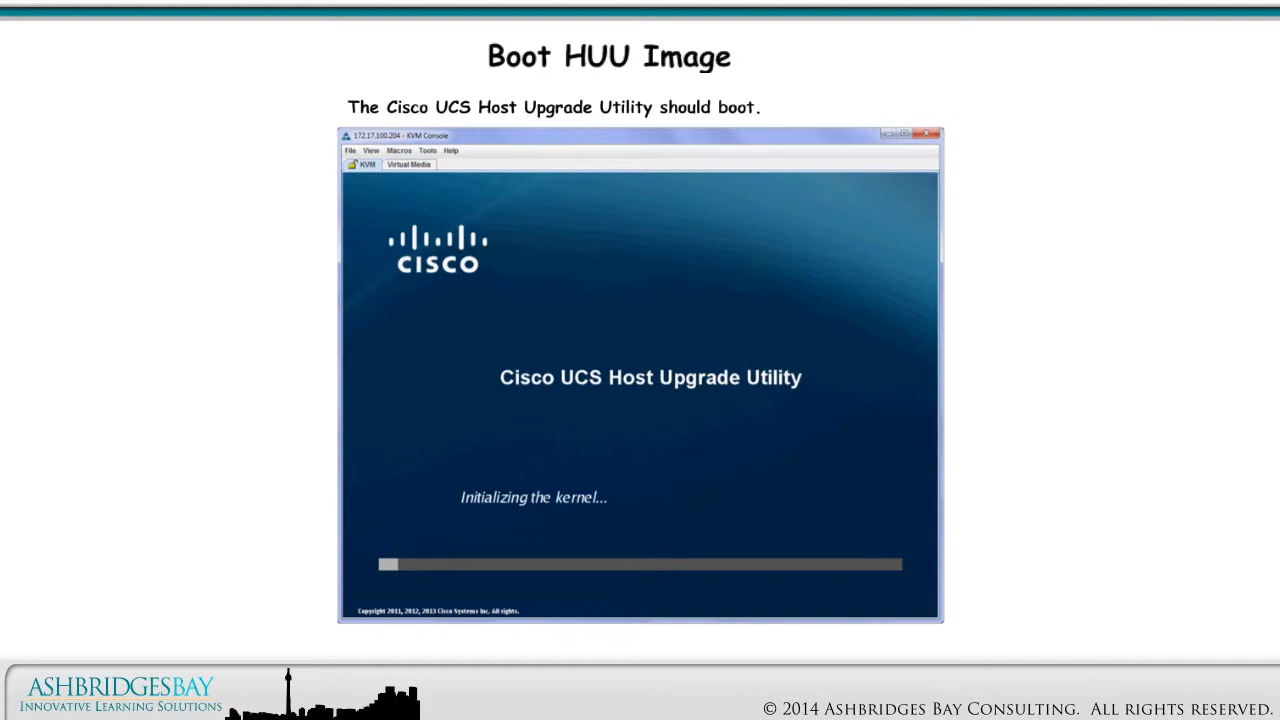 Boot HUU Image
The Cisco UCS Host Upgrade Utility should boot.
172.17.100.204 - KVM Console
File View Macros Tools Help
KVM Virtual Media
CISCO
Cisco UCS Host Upgrade Utility
Initializing the kernel...
Copyright 2011, 2012, 2013 Cisco Systems Inc. All rights.
ASHBRIDGESBAY
INNOVATIVE LEARNING SOLUTIONS
© 2014 ASHBRIDGES BAY CONSULTING. ALL RIGHTS RESERVED.